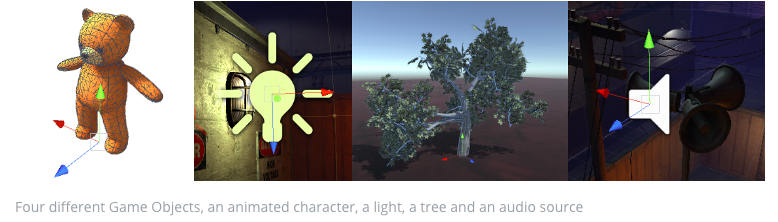 Four different Game Objects, an animated character, a light, a tree and an audio source